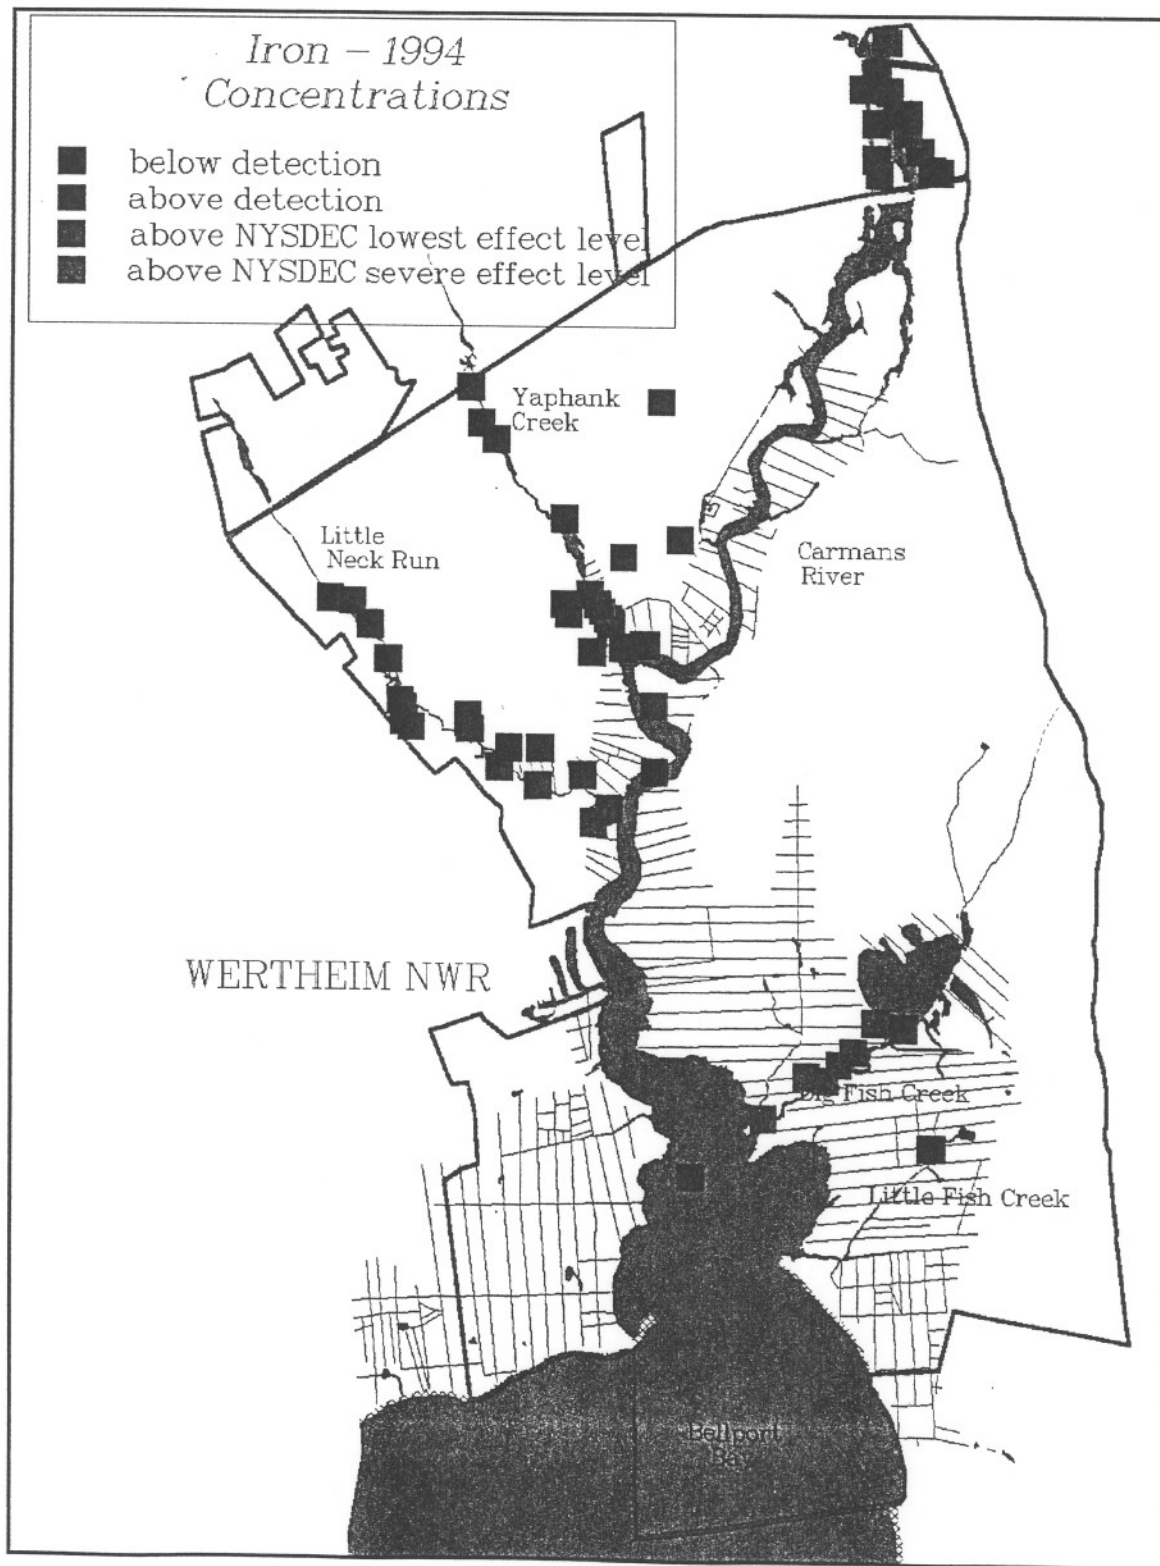 Iron - 1994
Concentrations
below detection
above detection
above NYSDEC lowest effect level
above NYSDEC severe effect level
Yaphank
Creek
Little
Neck Run
Carmans
River
WERTHEIM NWR
Big Fish Creek
Little Fish Creek
Bellport
Bay